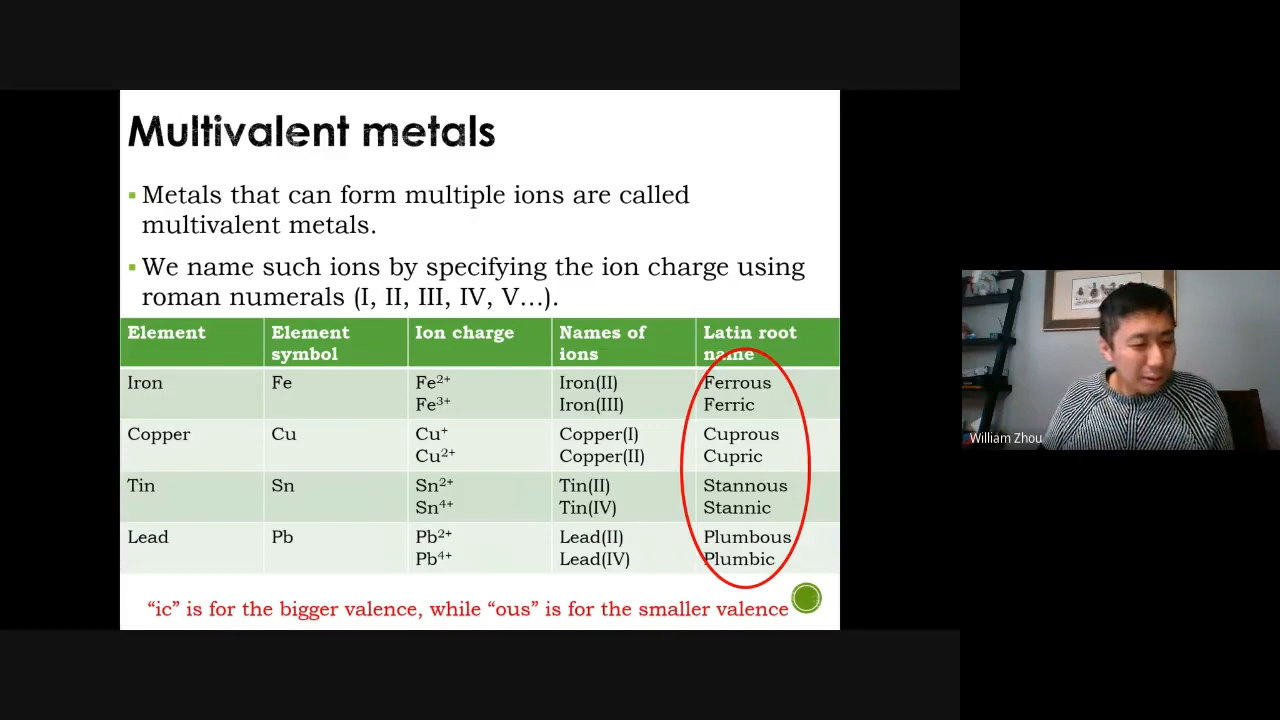 Multivalent metals
▪ Metals that can form multiple ions are called
multivalent metals.
▪ We name such ions by specifying the ion charge using
roman numerals (I, II, III, IV, V...).
Element Element symbol Ion charge Names of ions Latin root name
Iron Fe Fe²⁺ Iron(II) Ferrous
Fe³⁺ Iron(III) Ferric
Copper Cu Cu⁺ Copper(I) Cuprous
Cu²⁺ Copper(II) Cupric
Tin Sn Sn²⁺ Tin(II) Stannous
Sn⁴⁺ Tin(IV) Stannic
Lead Pb Pb²⁺ Lead(II) Plumbous
Pb⁴⁺ Lead(IV) Plumbic
“ic” is for the bigger valence, while “ous” is for the smaller valence
William Zhou